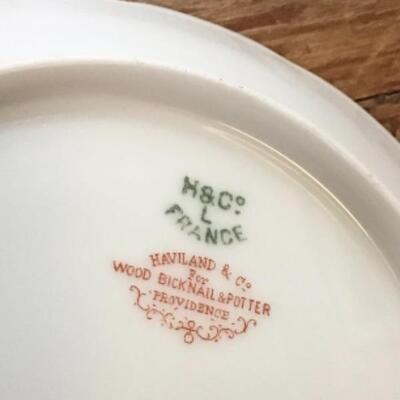 H&Co
L
FRANCE
HAVILAND & Co
For
WOOD BICKNAIL & POTTER
PROVIDENCE